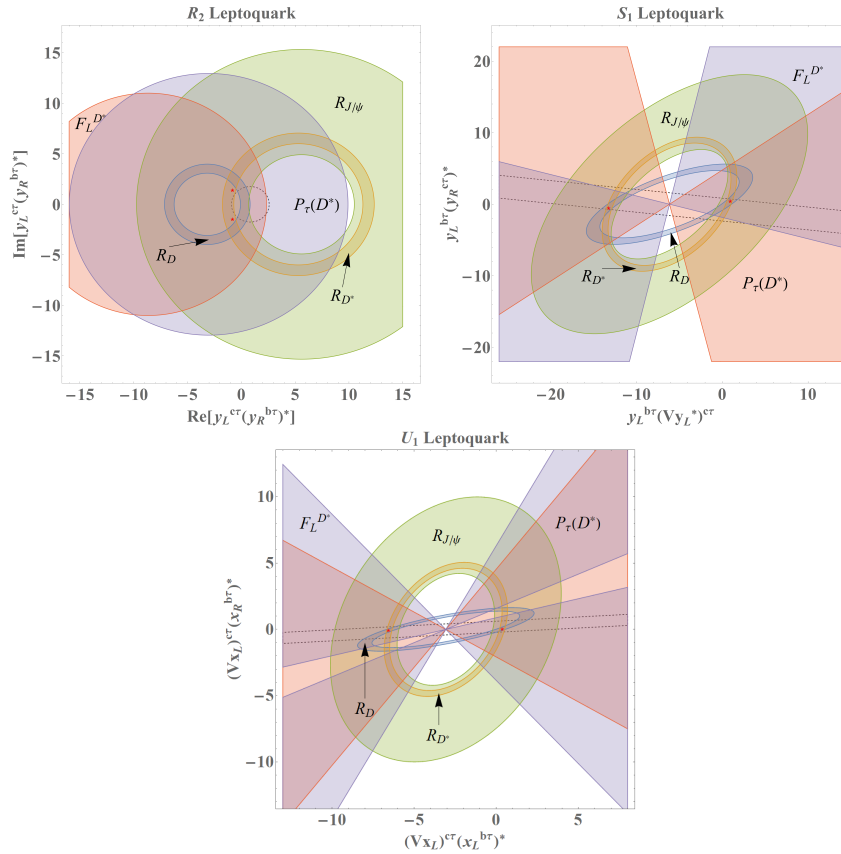 R₂ Leptoquark
Im[y_L^{cτ}(y_R^{bτ})*]
15
10
5
0
−5
−10
−15
F_L^{D*}
R_{J/ψ}
P_τ(D*)
R_D
R_{D*}
−15 −10 −5 0 5 10 15
Re[y_L^{cτ}(y_R^{bτ})*]
S₁ Leptoquark
y_L^{bτ}(y_R^{cτ})*
20
10
0
−10
−20
F_L^{D*}
R_{J/ψ}
R_{D*}
R_D
P_τ(D*)
−20 −10 0 10
y_L^{bτ}(Vy_L*)^{cτ}
U₁ Leptoquark
(Vx_L)^{cτ}(x_R^{bτ})*
10
5
0
−5
−10
F_L^{D*}
R_{J/ψ}
P_τ(D*)
R_D
R_{D*}
−10 −5 0 5
(Vx_L)^{cτ}(x_L^{bτ})*